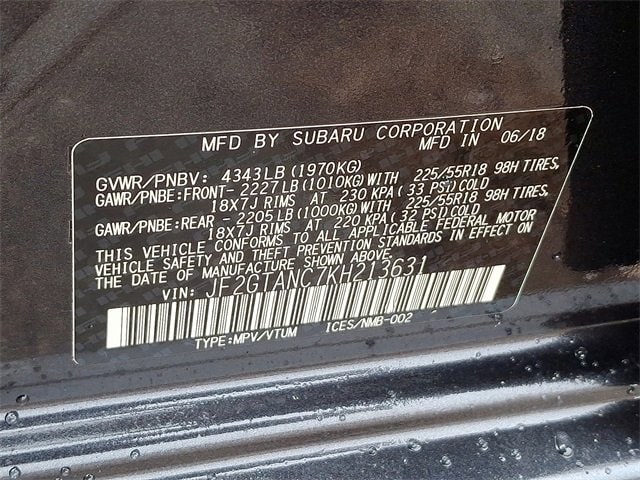 MFD BY SUBARU CORPORATION
MFD IN 06/18
GVWR/PNBV: 4343LB (1970KG)
GAWR/PNBE:FRONT- 2227LB (1010KG) WITH 225/55R18 98H TIRES,
18X7J RIMS AT 230 KPA (33 PSI) COLD
GAWR/PNBE:REAR - 2205LB (1000KG) WITH 225/55R18 98H TIRES,
18X7J RIMS AT 220 KPA (32 PSI) COLD
THIS VEHICLE CONFORMS TO ALL APPLICABLE FEDERAL MOTOR
VEHICLE SAFETY AND THEFT PREVENTION STANDARDS IN EFFECT ON
THE DATE OF MANUFACTURE SHOWN ABOVE.
VIN: JF2GTANC7KH213631
TYPE:MPV/VTUM ICES/NMB-002